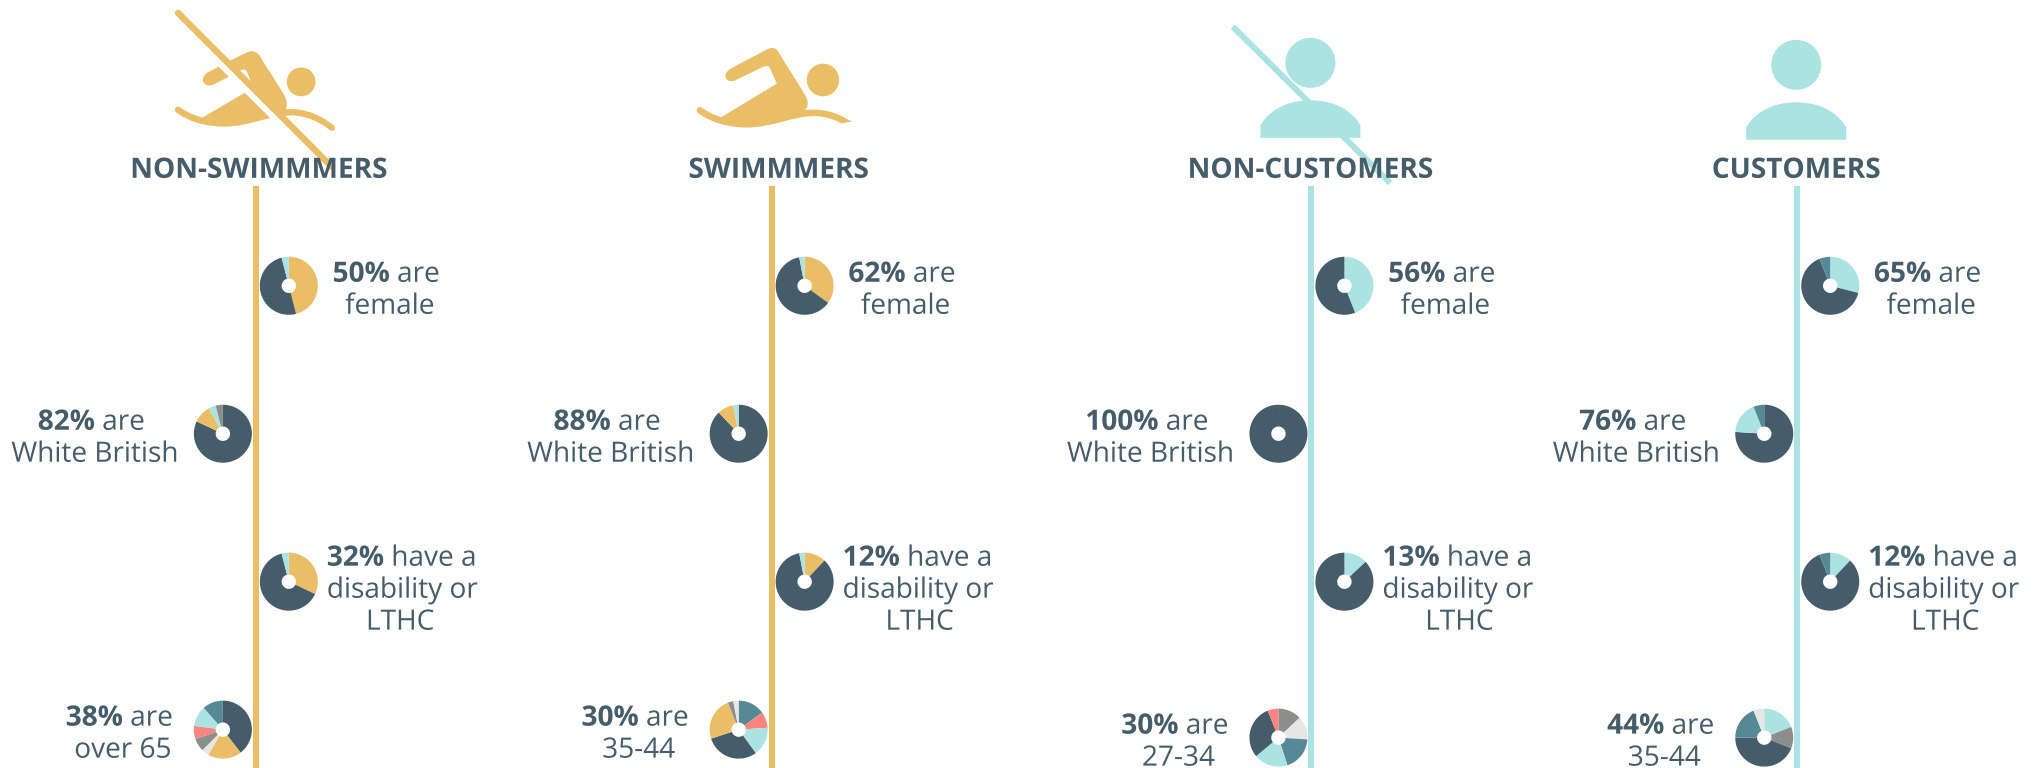 NON-SWIMMMERS
50% are
female
82% are
White British
32% have a
disability or
LTHC
38% are
over 65
SWIMMMERS
62% are
female
88% are
White British
12% have a
disability or
LTHC
30% are
35-44
NON-CUSTOMERS
56% are
female
100% are
White British
13% have a
disability or
LTHC
30% are
27-34
CUSTOMERS
65% are
female
76% are
White British
12% have a
disability or
LTHC
44% are
35-44